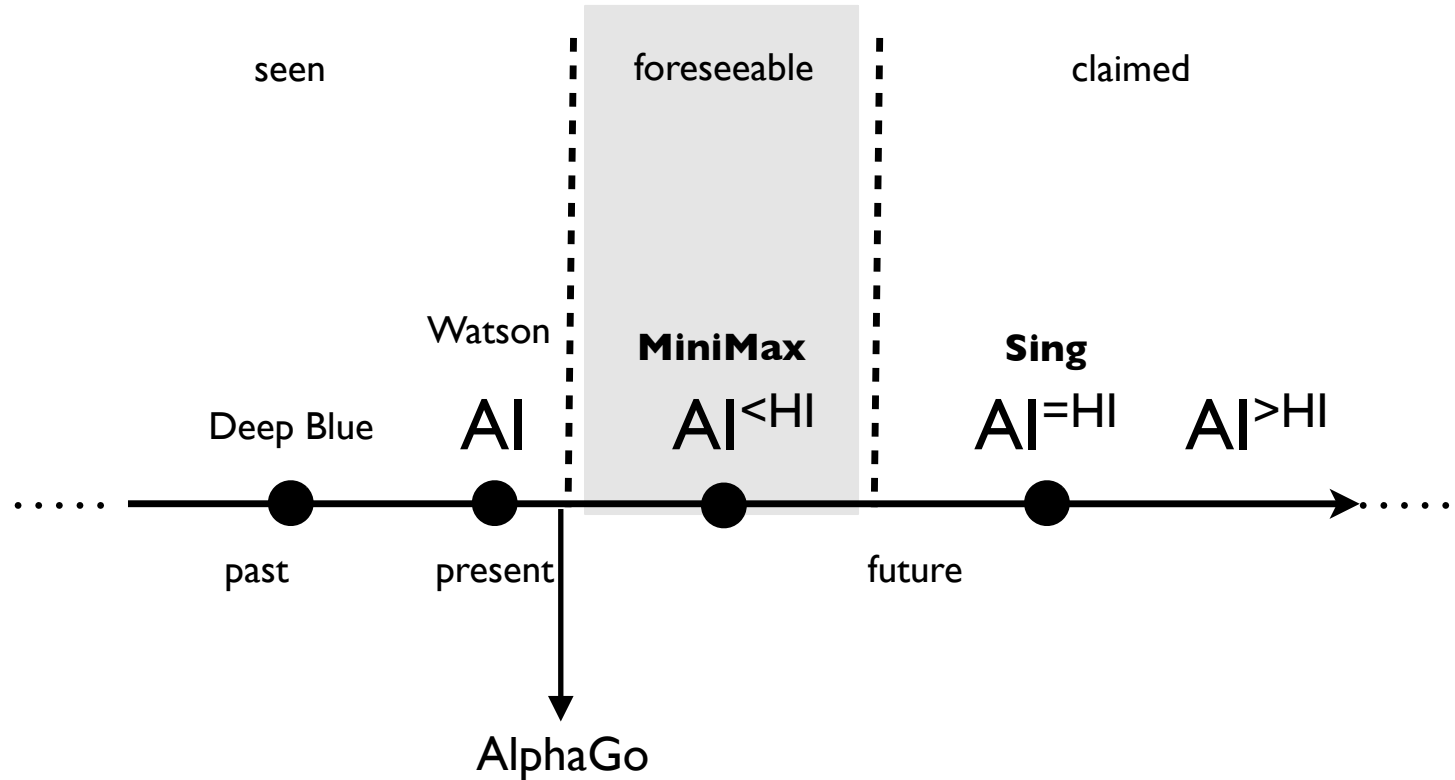 seen foreseeable claimed
Watson MiniMax Sing
Deep Blue AI AI<HI AI=HI AI>HI
past present future
AlphaGo